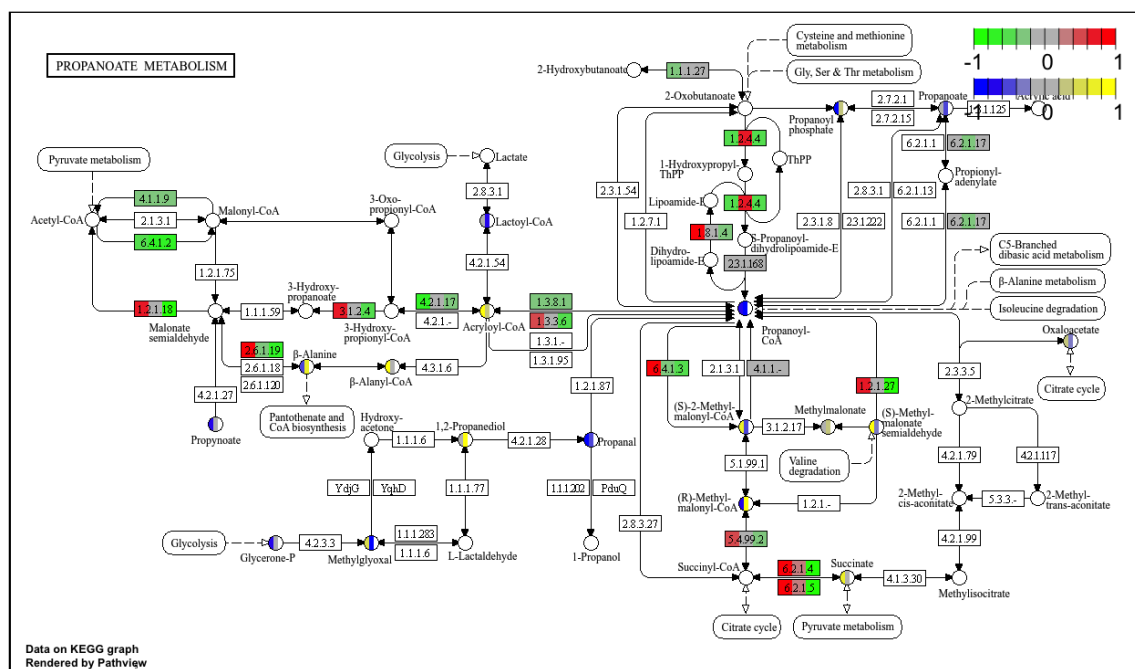 PROPANOATE METABOLISM
-1 0 1
-1 0 1
Cysteine and methionine
metabolism
Gly, Ser & Thr metabolism
2-Hydroxybutanoate
1.1.1.27
2-Oxobutanoate
Propanoyl
phosphate
2.7.2.1
2.7.2.15
Propanoate
1.3.1.125
Acrylic acid
Pyruvate metabolism
Glycolysis
Lactate
1.2.4.4
ThPP
6.2.1.1
6.2.1.17
4.1.1.9
2.8.3.1
2.3.1.54
1-Hydroxypropyl-
ThPP
Propionyl-
adenylate
Acetyl-CoA
2.1.3.1
Malonyl-CoA
3-Oxo-
propionyl-CoA
Lactoyl-CoA
1.2.7.1
Lipoamide-E
1.2.4.4
2.3.1.8
2.3.1.222
2.8.3.1
6.2.1.13
6.2.1.1
6.2.1.17
6.4.1.2
1.8.1.4
S-Propanoyl-
dihydrolipoamide-E
Dihydro-
lipoamide-E
2.3.1.168
C5-Branched
dibasic acid metabolism
β-Alanine metabolism
Isoleucine degradation
1.2.1.75
4.2.1.54
1.2.1.18
1.1.1.59
3-Hydroxy-
propanoate
3.1.2.4
4.2.1.17
4.2.1.-
1.3.8.1
1.3.3.6
1.3.1.-
1.3.1.95
Malonate
semialdehyde
3-Hydroxy-
propionyl-CoA
Acryloyl-CoA
Propanoyl-
CoA
Oxaloacetate
2.6.1.19
2.6.1.18
2.6.1.120
β-Alanine
β-Alanyl-CoA
4.3.1.6
6.4.1.3
2.1.3.1
4.1.1.-
1.2.1.27
2.3.3.5
Citrate cycle
4.2.1.27
1.2.1.87
Pantothenate and
CoA biosynthesis
Propynoate
Hydroxy-
acetone
1.1.1.6
1,2-Propanediol
4.2.1.28
Propanal
(S)-2-Methyl-
malonyl-CoA
3.1.2.17
Methylmalonate
(S)-Methyl-
malonate
semialdehyde
2-Methylcitrate
Valine
degradation
5.1.99.1
4.2.1.79
4.2.1.117
YdjG
YqhD
1.1.1.77
1.1.1.202
PduQ
(R)-Methyl-
malonyl-CoA
1.2.1.-
2-Methyl-
cis-aconitate
5.3.3.-
2-Methyl-
trans-aconitate
2.8.3.27
Glycolysis
Glycerone-P
4.2.3.3
Methylglyoxal
1.1.1.283
1.1.1.6
L-Lactaldehyde
1-Propanol
5.4.99.2
4.2.1.99
Succinyl-CoA
6.2.1.4
6.2.1.5
Succinate
4.1.3.30
Methylisocitrate
Citrate cycle
Pyruvate metabolism
Data on KEGG graph
Rendered by Pathview